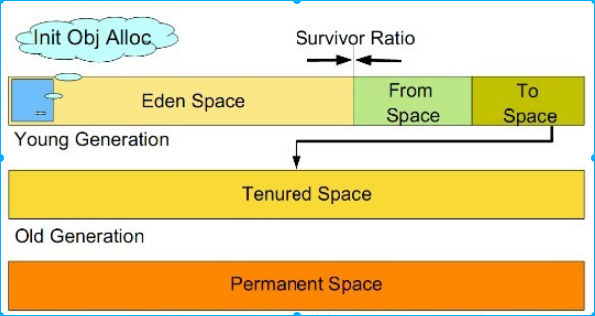 Init Obj Alloc
Survivor Ratio
Eden Space
From
Space
To
Space
Young Generation
Tenured Space
Old Generation
Permanent Space